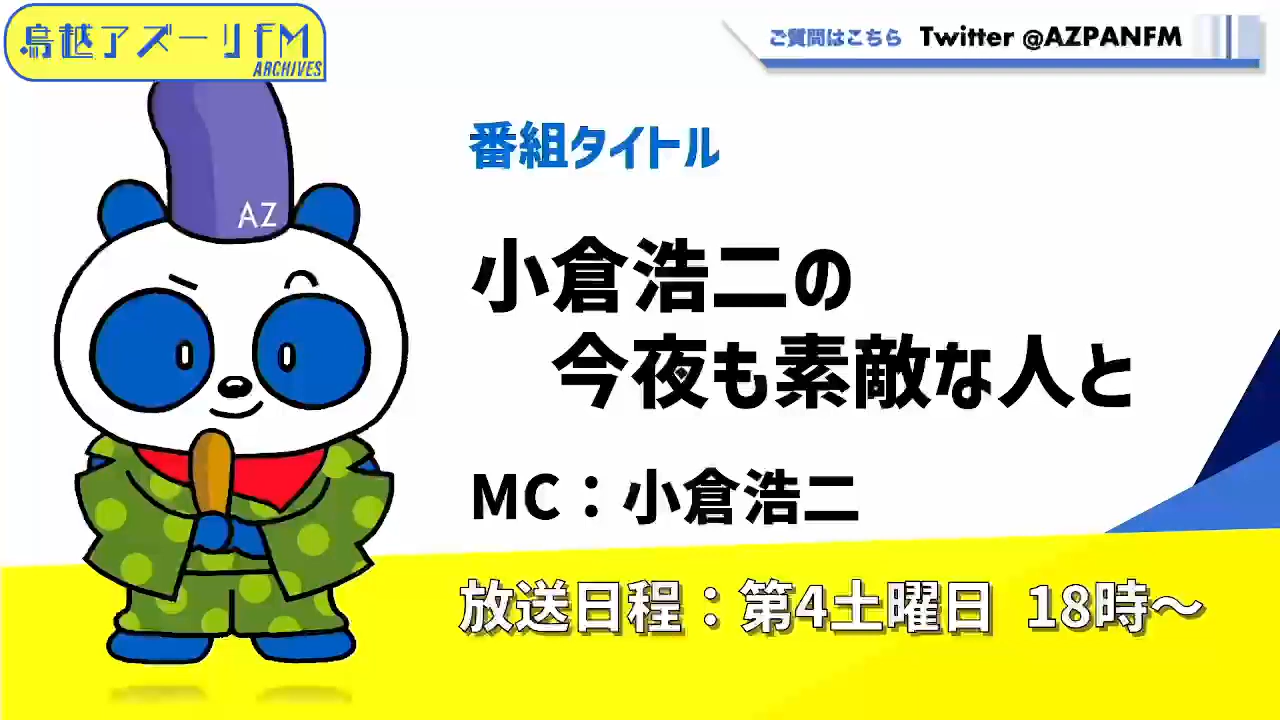 鳥越アズーリFM
ARCHIVES
ご質問はこちら Twitter @AZPANFM
AZ
番組タイトル
小倉浩二の
今夜も素敵な人と
MC：小倉浩二
放送日程：第4土曜日 18時～